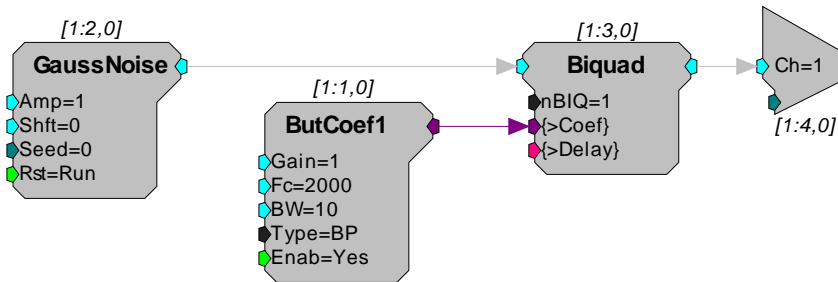 [1:2,0]
GaussNoise
Amp=1
Shft=0
Seed=0
Rst=Run
[1:1,0]
ButCoef1
Gain=1
Fc=2000
BW=10
Type=BP
Enab=Yes
[1:3,0]
Biquad
nBIQ=1
{>Coef}
{>Delay}
Ch=1
[1:4,0]